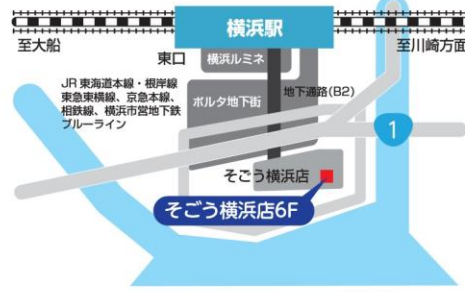 横浜駅
至大船
至川崎方面
東口
横浜ルミネ
JR東海道本線・根岸線
東急東横線、京急本線、
相鉄線、横浜市営地下鉄
ブルーライン
ポルタ地下街
地下通路(B2)
1
そごう横浜店
そごう横浜店6F